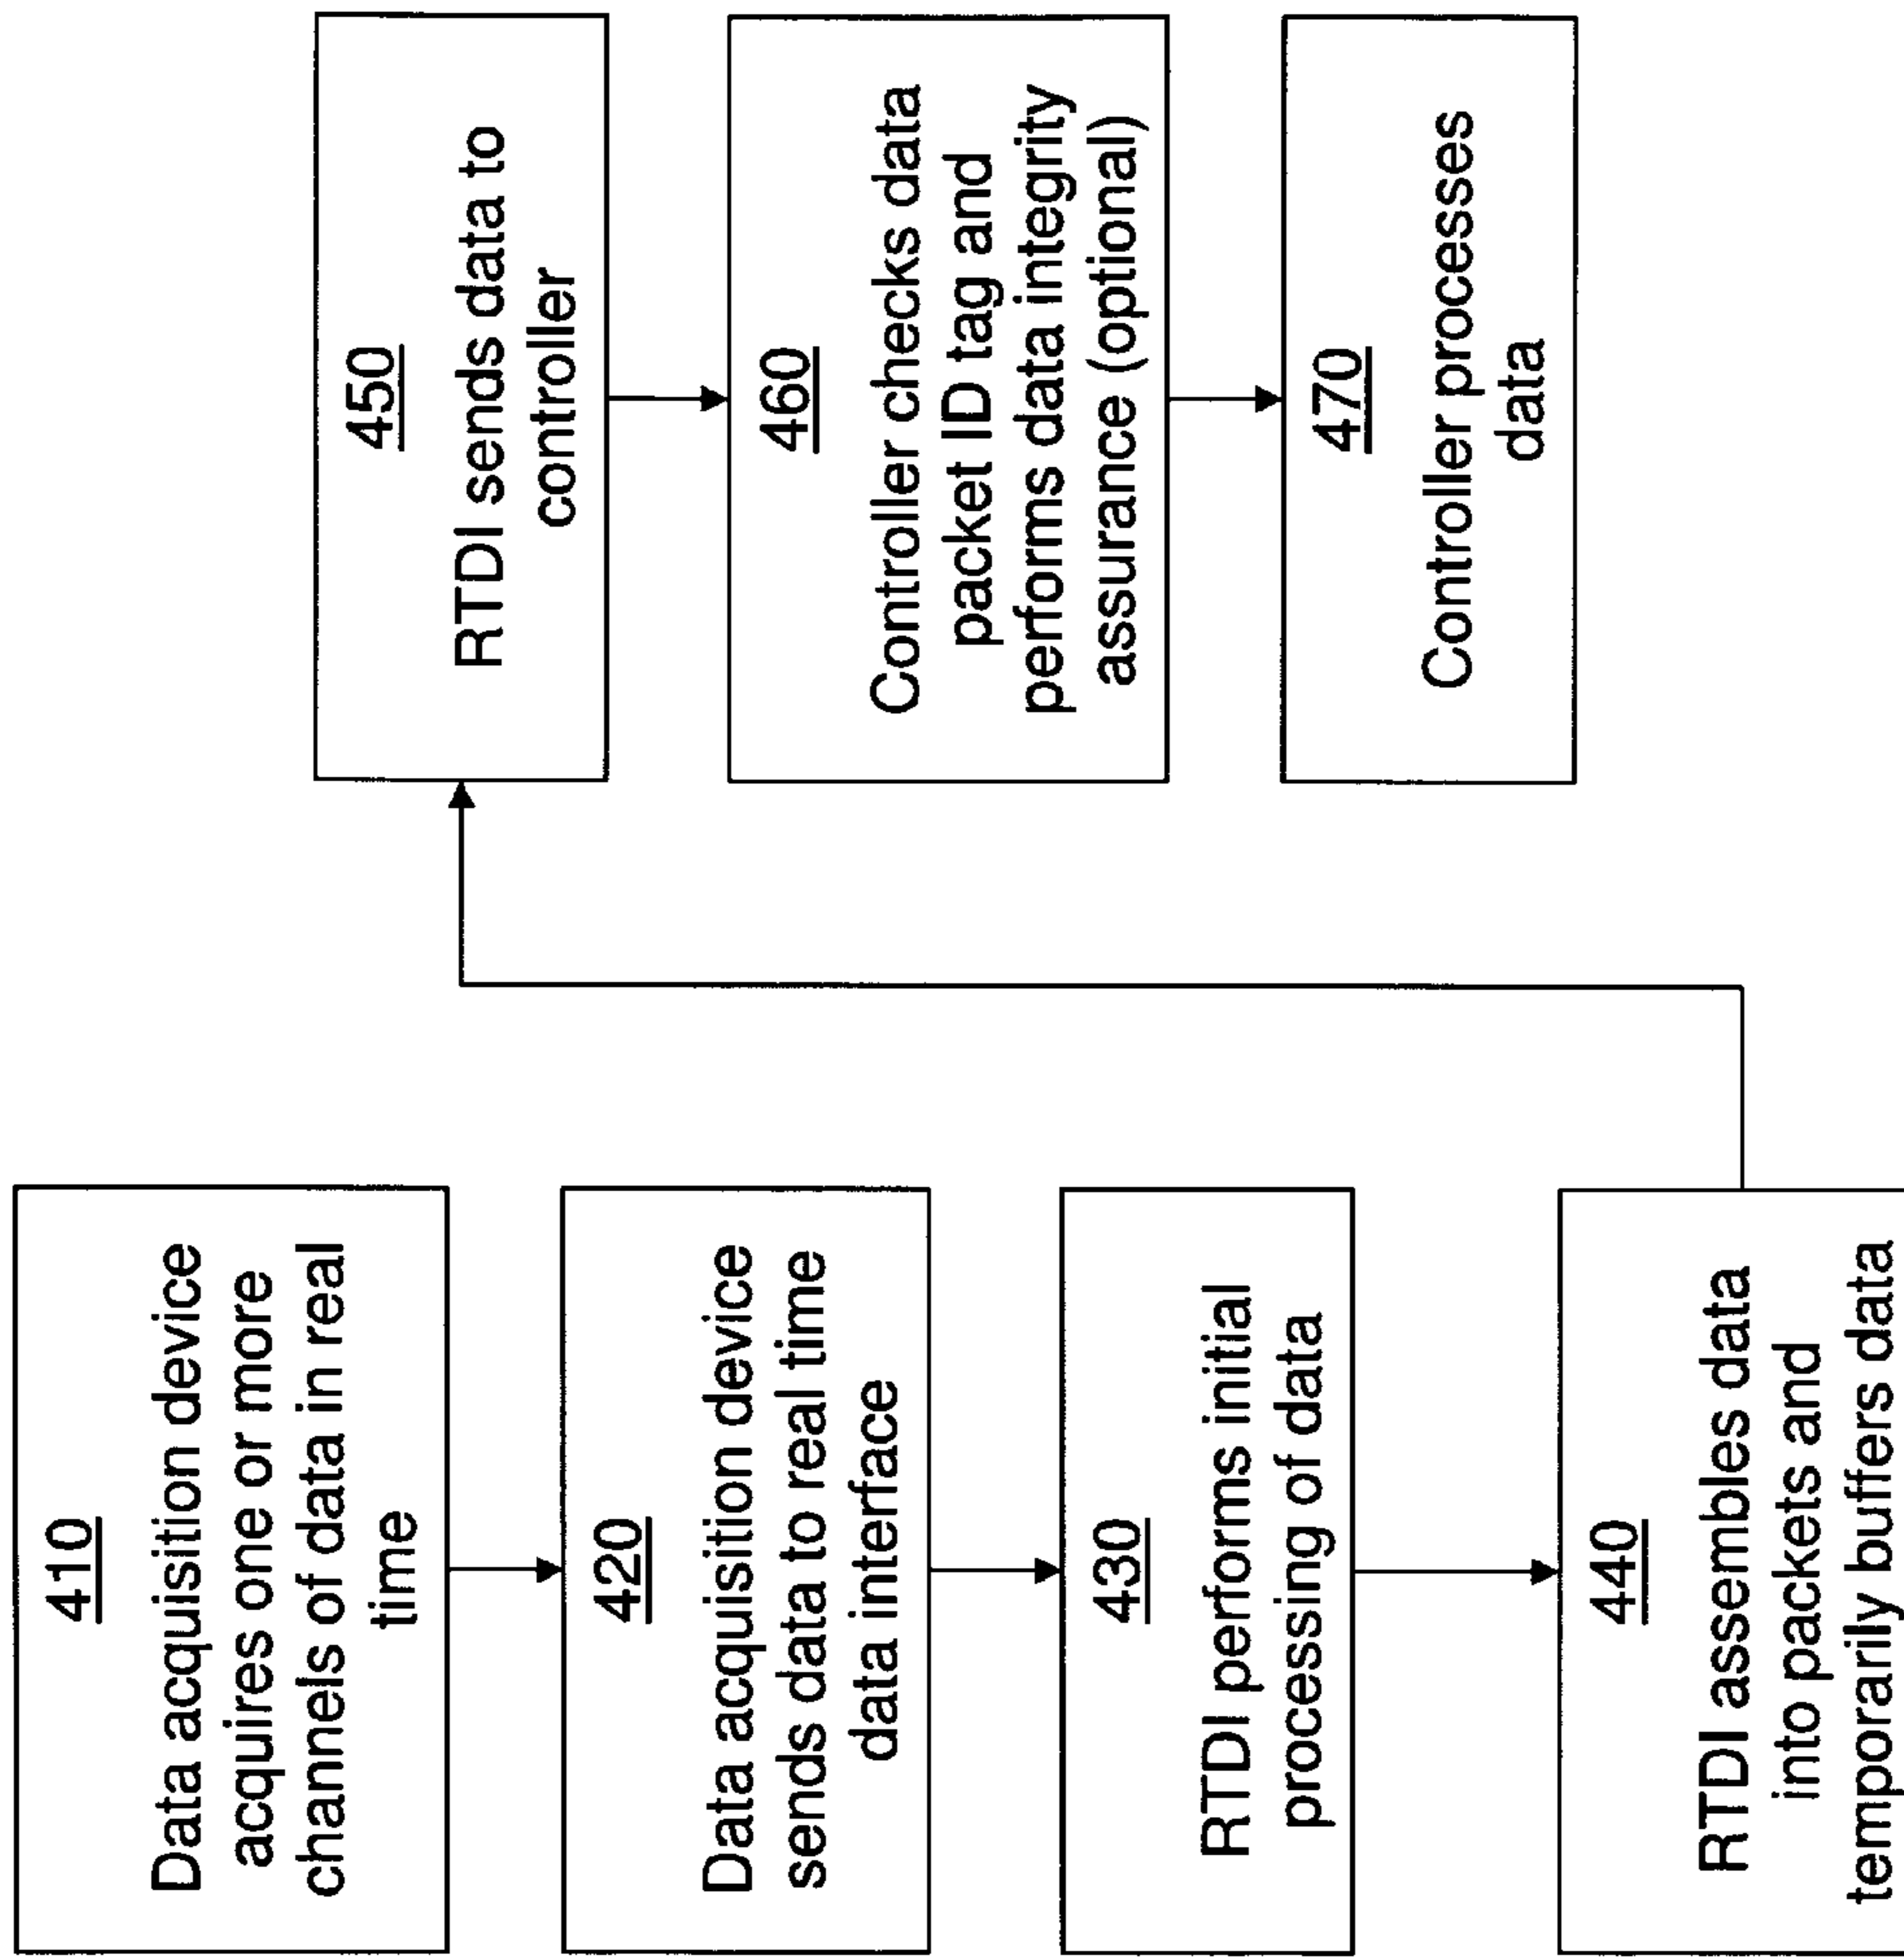 410
Data acquisition device
acquires one or more
channels of data in real
time
420
Data acquisition device
sends data to real time
data interface
430
RTDI performs initial
processing of data
440
RTDI assembles data
into packets and
temporarily buffers data
450
RTDI sends data to
controller
460
Controller checks data
packet ID tag and
performs data integrity
assurance (optional)
470
Controller processes
data